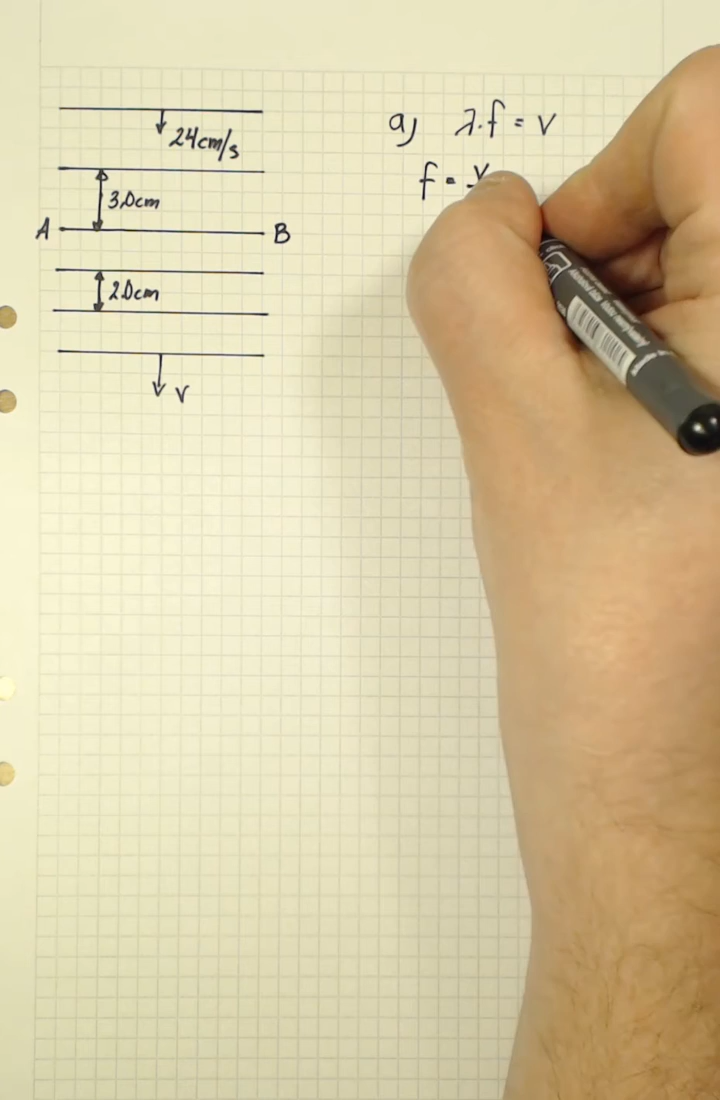 24cm/s
3.0cm
A B
2.0cm
v
a) λ·f = v
f = v